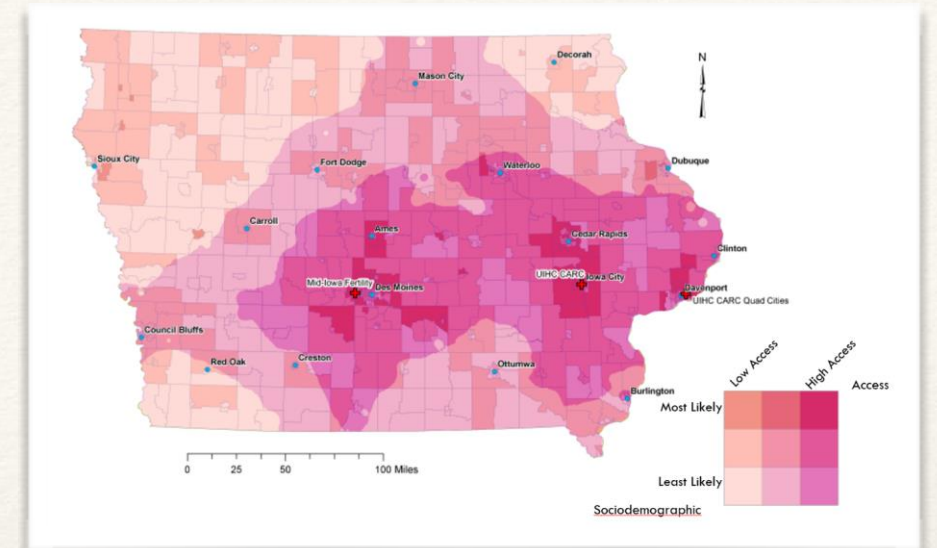 Decorah
N
Mason City
Sioux City
Fort Dodge
Waterloo
Dubuque
Carroll
Ames
Cedar Rapids
Clinton
UIHC CARC
Iowa City
Mid-Iowa Fertility
Des Moines
Davenport
UIHC CARC Quad Cities
Council Bluffs
Red Oak
Creston
Ottumwa
Burlington
Low Access
High Access
Access
Most Likely
Least Likely
Sociodemographic
0 25 50 100 Miles